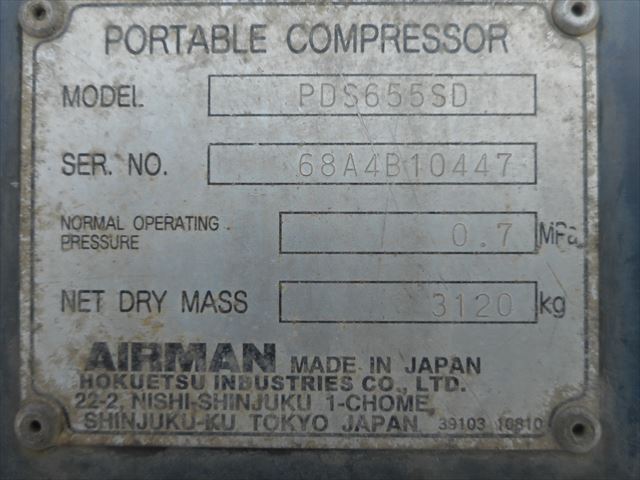 PORTABLE COMPRESSOR
MODEL PDS655SD
SER. NO. 68A4B10447
NORMAL OPERATING
PRESSURE 0.7 MPa
NET DRY MASS 3120 kg
AIRMAN MADE IN JAPAN
HOKUETSU INDUSTRIES CO., LTD.
22-2, NISHI-SHINJUKU 1-CHOME,
SHINJUKU-KU TOKYO JAPAN 39103 10810